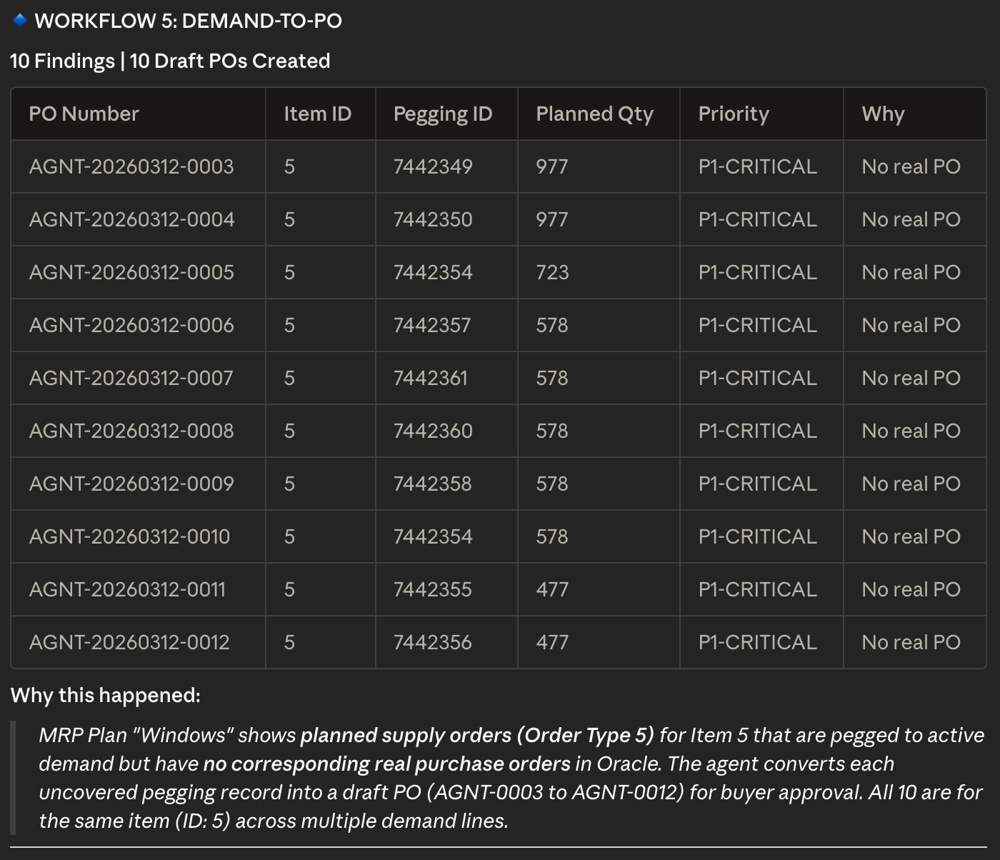 🔹 WORKFLOW 5: DEMAND-TO-PO
10 Findings | 10 Draft POs Created
PO Number Item ID Pegging ID Planned Qty Priority Why
AGNT-20260312-0003 5 7442349 977 P1-CRITICAL No real PO
AGNT-20260312-0004 5 7442350 977 P1-CRITICAL No real PO
AGNT-20260312-0005 5 7442354 723 P1-CRITICAL No real PO
AGNT-20260312-0006 5 7442357 578 P1-CRITICAL No real PO
AGNT-20260312-0007 5 7442361 578 P1-CRITICAL No real PO
AGNT-20260312-0008 5 7442360 578 P1-CRITICAL No real PO
AGNT-20260312-0009 5 7442358 578 P1-CRITICAL No real PO
AGNT-20260312-0010 5 7442354 578 P1-CRITICAL No real PO
AGNT-20260312-0011 5 7442355 477 P1-CRITICAL No real PO
AGNT-20260312-0012 5 7442356 477 P1-CRITICAL No real PO
Why this happened:
MRP Plan "Windows" shows planned supply orders (Order Type 5) for Item 5 that are pegged to active
demand but have no corresponding real purchase orders in Oracle. The agent converts each
uncovered pegging record into a draft PO (AGNT-0003 to AGNT-0012) for buyer approval. All 10 are for
the same item (ID: 5) across multiple demand lines.